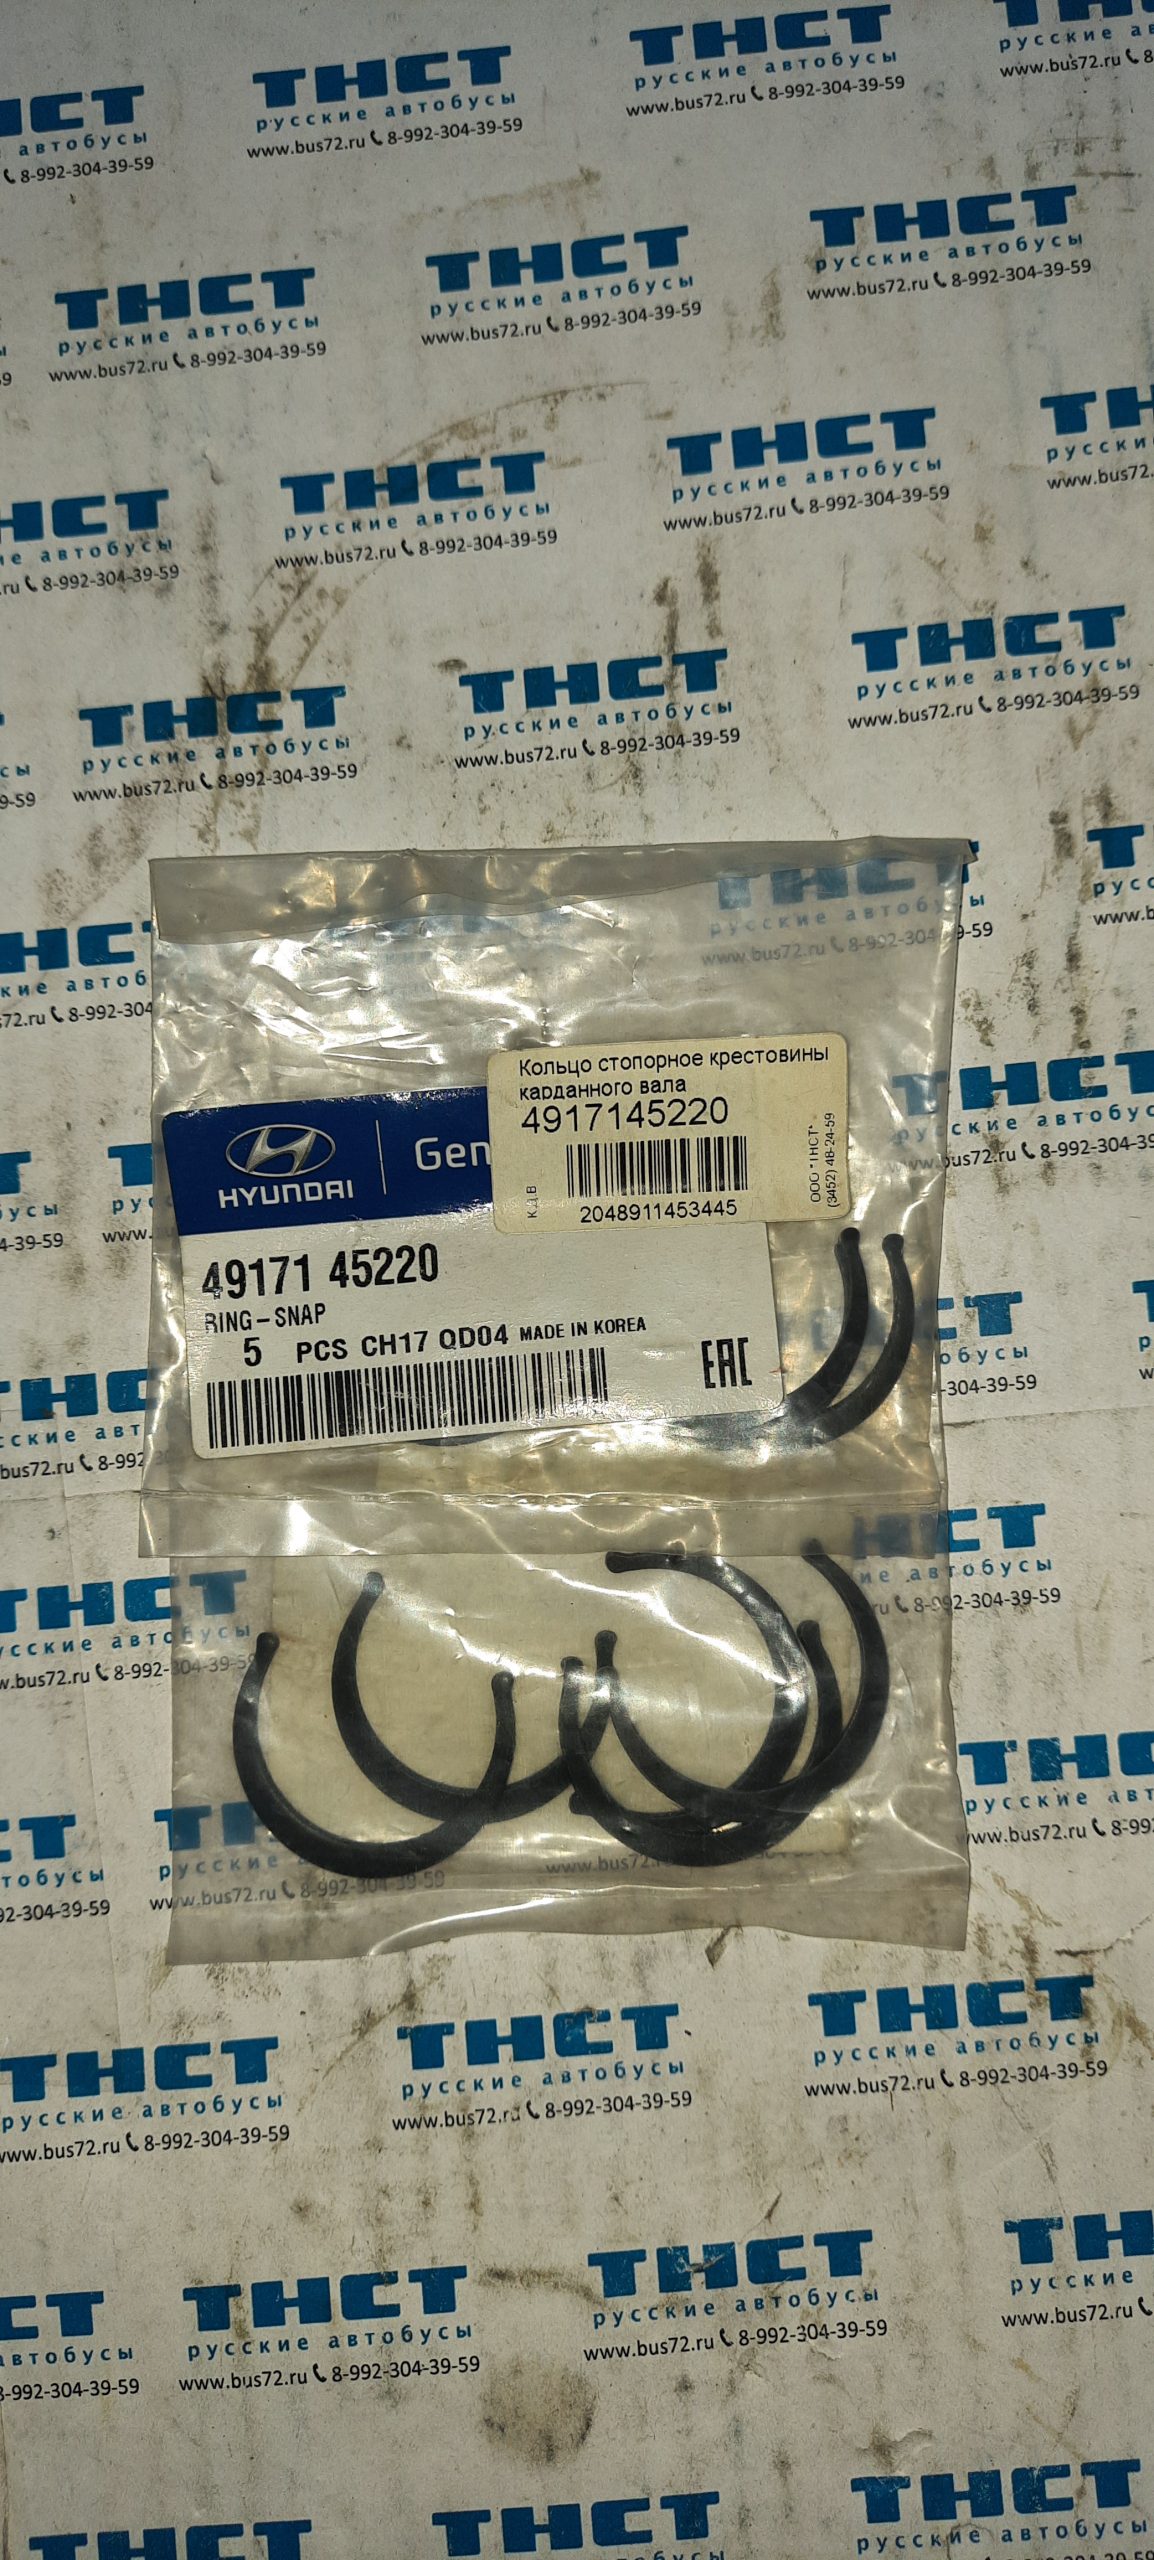 ТНСТ
русские автобусы
www.bus72.ru 8-992-304-39-59
Кольцо стопорное крестовины
карданного вала
4917145220
К.Д.В
2048911453445
ООО "ТНСТ"
(3452) 48-24-59
HYUNDAI
Gen
49171 45220
RING-SNAP
5 PCS CH17 QD04 MADE IN KOREA
EAC